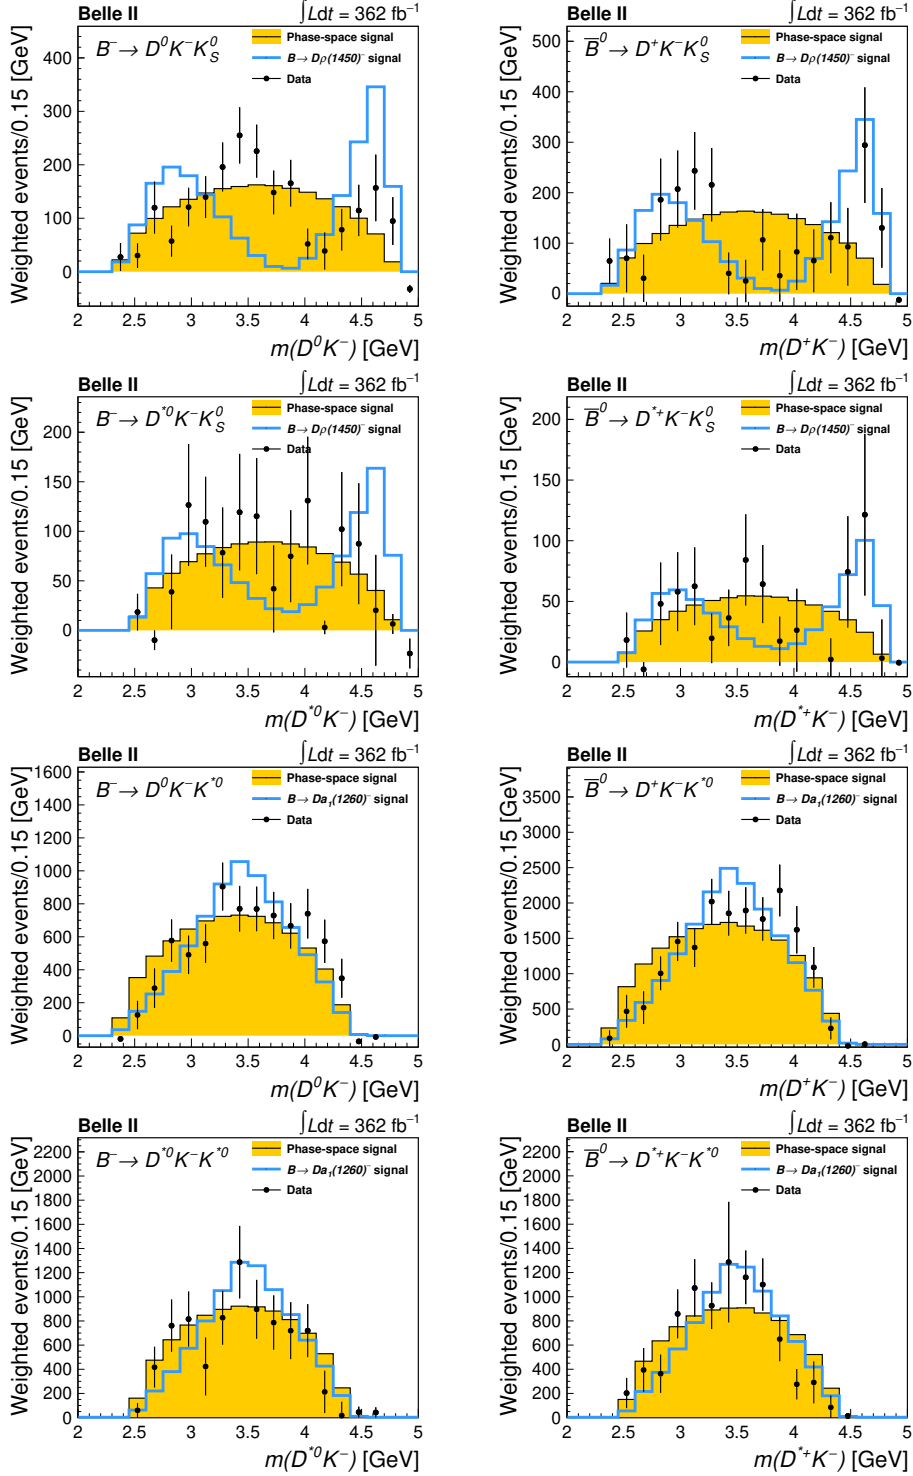 Belle II ∫Ldt = 362 fb⁻¹
B⁻ → D⁰K⁻K_S⁰
Phase-space signal
B → Dρ(1450)⁻ signal
Data
Weighted events/0.15 [GeV]
400
300
200
100
0
2 2.5 3 3.5 4 4.5 5
m(D⁰K⁻) [GeV]
Belle II ∫Ldt = 362 fb⁻¹
B̅⁰ → D⁺K⁻K_S⁰
Phase-space signal
B → Dρ(1450)⁻ signal
Data
Weighted events/0.15 [GeV]
500
400
300
200
100
0
2 2.5 3 3.5 4 4.5 5
m(D⁺K⁻) [GeV]
Belle II ∫Ldt = 362 fb⁻¹
B⁻ → D*⁰K⁻K_S⁰
Phase-space signal
B → Dρ(1450)⁻ signal
Data
Weighted events/0.15 [GeV]
200
150
100
50
0
2 2.5 3 3.5 4 4.5 5
m(D*⁰K⁻) [GeV]
Belle II ∫Ldt = 362 fb⁻¹
B̅⁰ → D*⁺K⁻K_S⁰
Phase-space signal
B → Dρ(1450)⁻ signal
Data
Weighted events/0.15 [GeV]
200
150
100
50
0
2 2.5 3 3.5 4 4.5 5
m(D*⁺K⁻) [GeV]
Belle II ∫Ldt = 362 fb⁻¹
B⁻ → D⁰K⁻K*⁰
Phase-space signal
B → Da₁(1260)⁻ signal
Data
Weighted events/0.15 [GeV]
1600
1400
1200
1000
800
600
400
200
0
2 2.5 3 3.5 4 4.5 5
m(D⁰K⁻) [GeV]
Belle II ∫Ldt = 362 fb⁻¹
B̅⁰ → D⁺K⁻K*⁰
Phase-space signal
B → Da₁(1260)⁻ signal
Data
Weighted events/0.15 [GeV]
3500
3000
2500
2000
1500
1000
500
0
2 2.5 3 3.5 4 4.5 5
m(D⁺K⁻) [GeV]
Belle II ∫Ldt = 362 fb⁻¹
B⁻ → D*⁰K⁻K*⁰
Phase-space signal
B → Da₁(1260)⁻ signal
Data
Weighted events/0.15 [GeV]
2200
2000
1800
1600
1400
1200
1000
800
600
400
200
0
2 2.5 3 3.5 4 4.5 5
m(D*⁰K⁻) [GeV]
Belle II ∫Ldt = 362 fb⁻¹
B̅⁰ → D*⁺K⁻K*⁰
Phase-space signal
B → Da₁(1260)⁻ signal
Data
Weighted events/0.15 [GeV]
2200
2000
1800
1600
1400
1200
1000
800
600
400
200
0
2 2.5 3 3.5 4 4.5 5
m(D*⁺K⁻) [GeV]